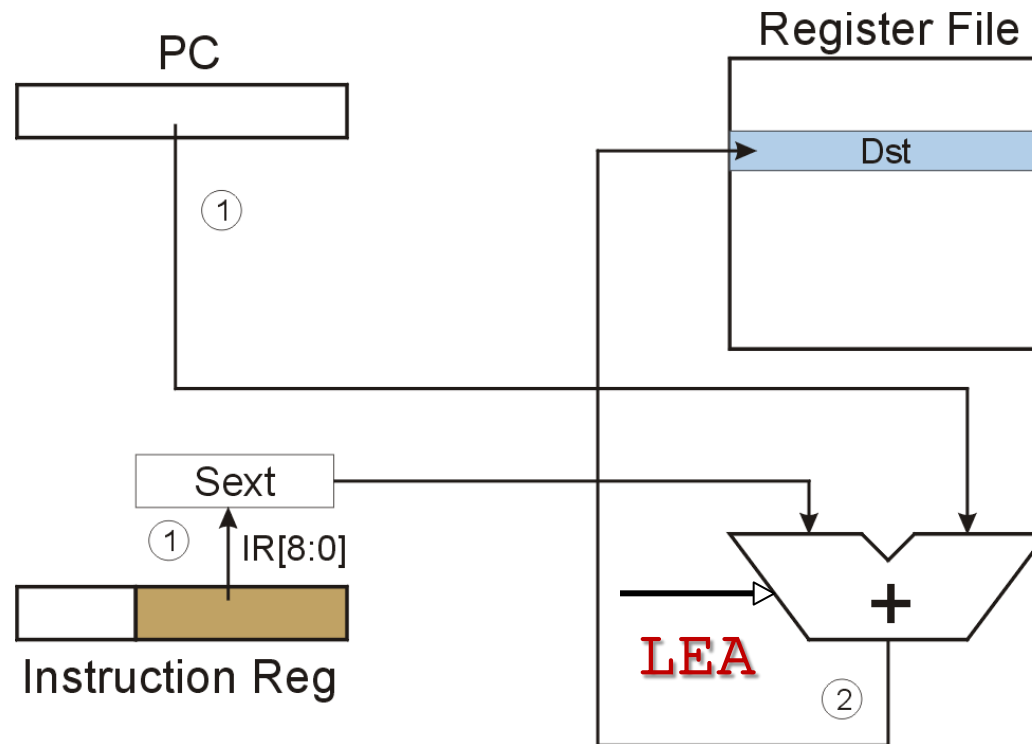 PC
Register File
Dst
1
Sext
1
IR[8:0]
+
LEA
Instruction Reg
2